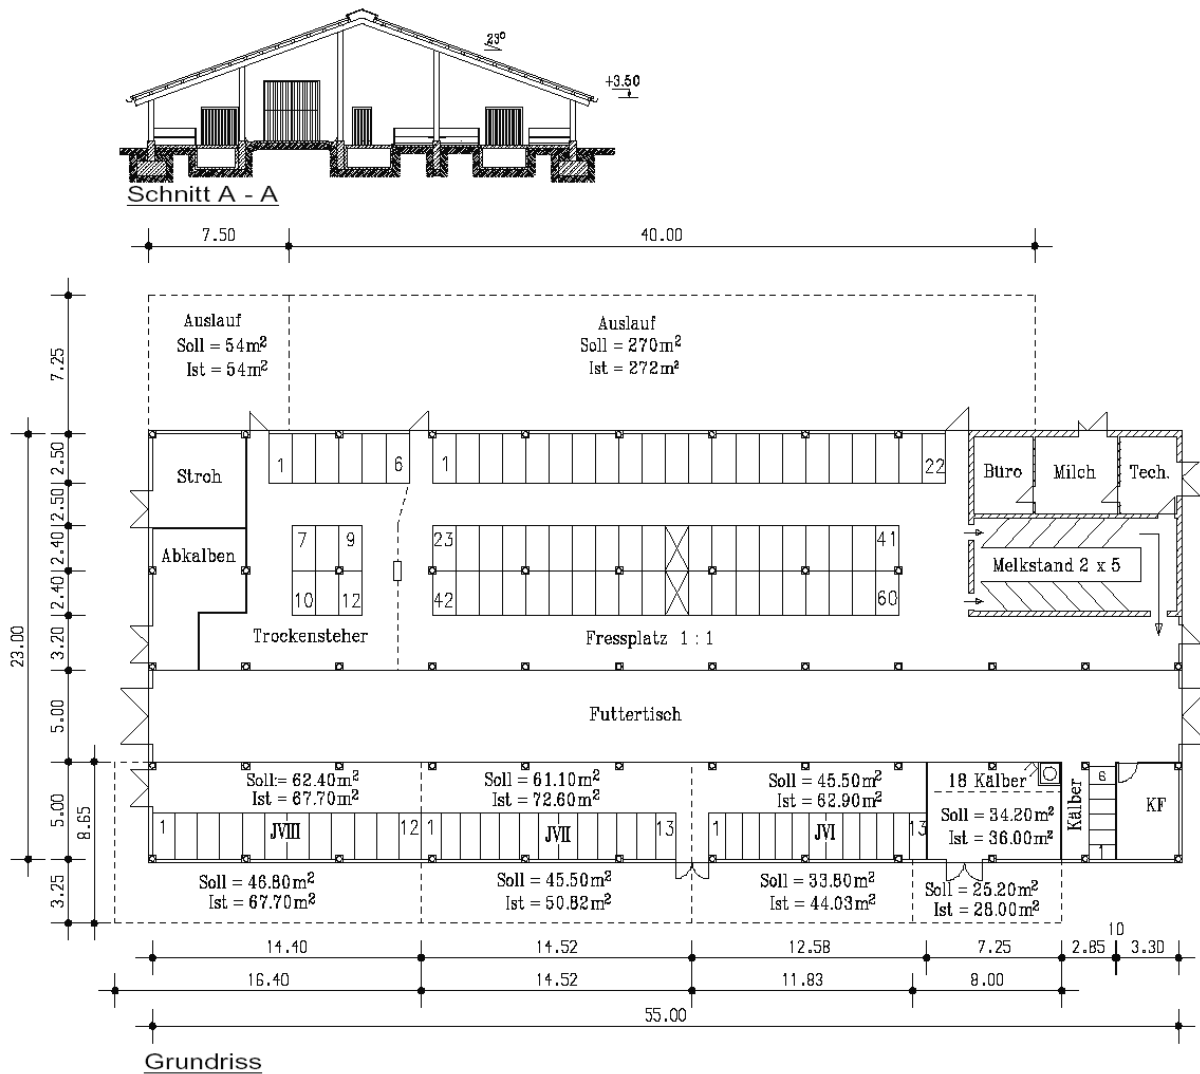 23°
+3.50
Schnitt A - A
7.50
40.00
Auslauf
Soll = 54m²
Ist = 54m²
Auslauf
Soll = 270m²
Ist = 272m²
7.25
2.50
2.50
2.40
2.40
3.20
5.00
5.00
3.25
23.00
8.65
Stroh
1
6
1
22
Büro
Milch
Tech.
Abkalben
7
9
10
12
23
41
42
60
Melkstand 2 x 5
Trockensteher
Fressplatz 1 : 1
Futtertisch
Soll = 62.40m²
Ist = 67.70m²
Soll = 61.10m²
Ist = 72.60m²
Soll = 45.50m²
Ist = 62.90m²
18 Kälber
Soll = 34.20m²
Ist = 36.00m²
Kälber
6
1
KF
1
JVIII
12
1
JVII
13
1
JVI
13
Soll = 46.80m²
Ist = 67.70m²
Soll = 45.50m²
Ist = 50.82m²
Soll = 33.80m²
Ist = 44.03m²
Soll = 25.20m²
Ist = 28.00m²
14.40
14.52
12.58
7.25
2.85
10
3.30
16.40
14.52
11.83
8.00
55.00
Grundriss